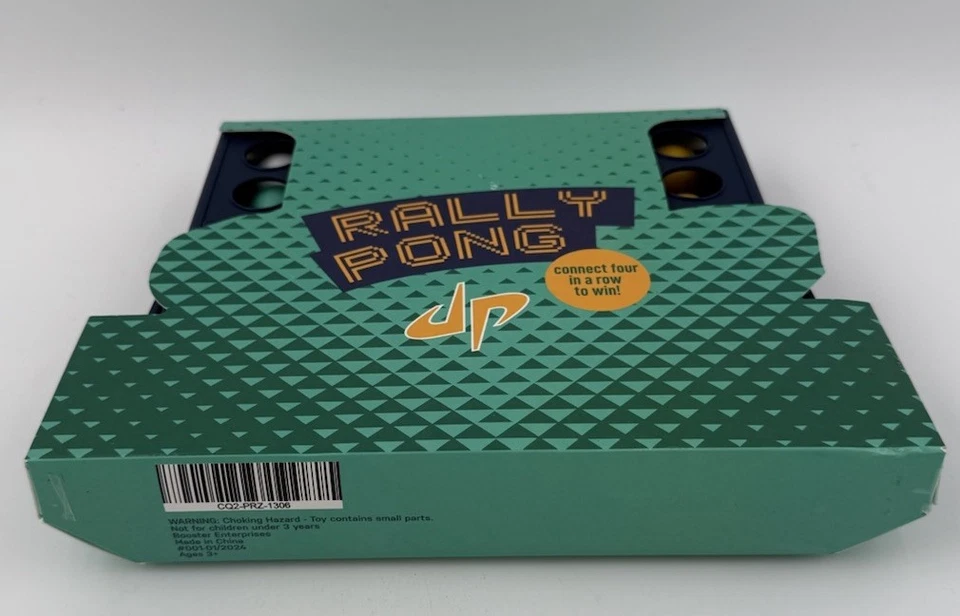 RALLY
PONG
connect four
in a row
to win!
dp
CQ2-PRZ-1306
WARNING: Choking Hazard - Toy contains small parts.
Not for children under 3 years
Booster Enterprises
Made in China
#001-01/2024
Ages 3+